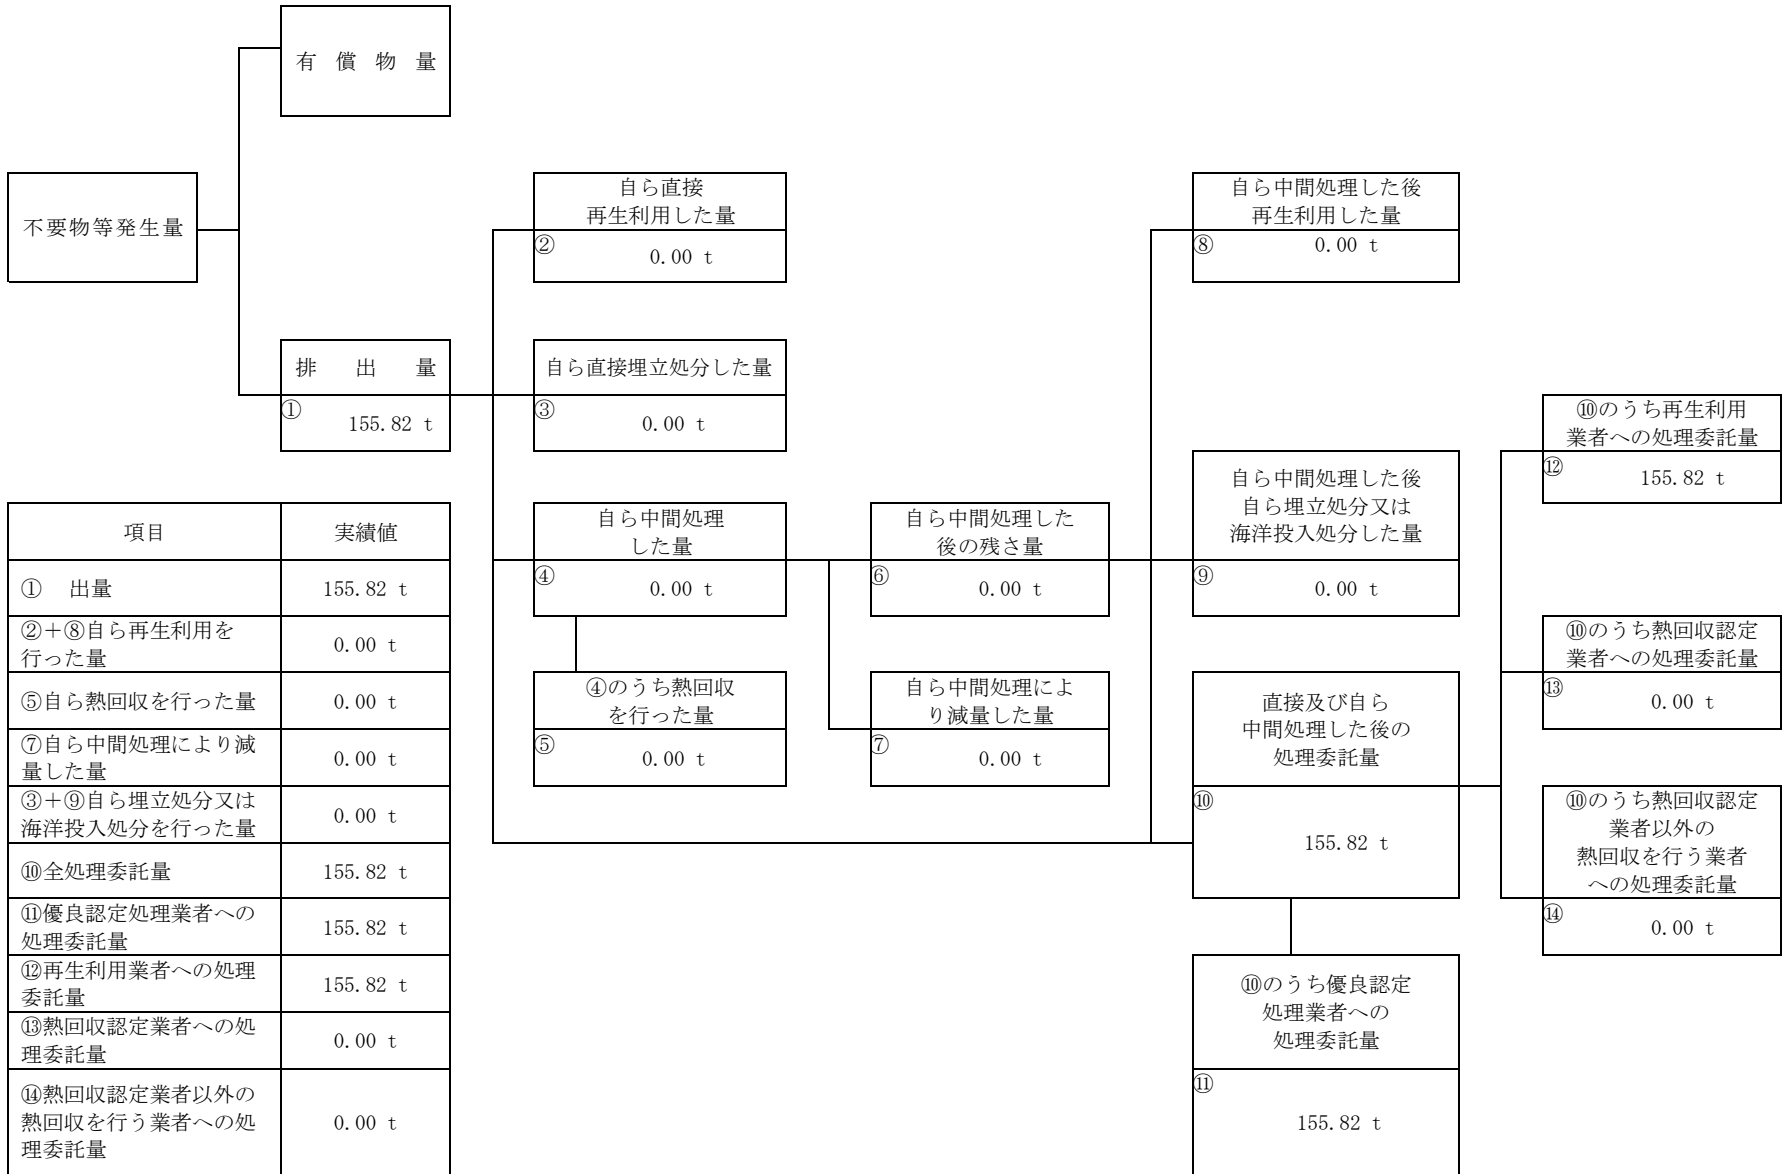 有償物量
不要物等発生量
排出量
① 155.82 t
自ら直接
再生利用した量
② 0.00 t
自ら直接埋立処分した量
③ 0.00 t
自ら中間処理
した量
④ 0.00 t
④のうち熱回収
を行った量
⑤ 0.00 t
自ら中間処理した
後の残さ量
⑥ 0.00 t
自ら中間処理によ
り減量した量
⑦ 0.00 t
自ら中間処理した後
再生利用した量
⑧ 0.00 t
自ら中間処理した後
自ら埋立処分又は
海洋投入処分した量
⑨ 0.00 t
直接及び自ら
中間処理した後の
処理委託量
⑩
155.82 t
⑩のうち優良認定
処理業者への
処理委託量
⑪
155.82 t
⑩のうち再生利用
業者への処理委託量
⑫ 155.82 t
⑩のうち熱回収認定
業者への処理委託量
⑬ 0.00 t
⑩のうち熱回収認定
業者以外の
熱回収を行う業者
への処理委託量
⑭ 0.00 t
項目 実績値
① 出量 155.82 t
②+⑧自ら再生利用を
行った量
0.00 t
⑤自ら熱回収を行った量 0.00 t
⑦自ら中間処理により減
量した量
0.00 t
③+⑨自ら埋立処分又は
海洋投入処分を行った量
0.00 t
⑩全処理委託量 155.82 t
⑪優良認定処理業者への
処理委託量
155.82 t
⑫再生利用業者への処理
委託量
155.82 t
⑬熱回収認定業者への処
理委託量
0.00 t
⑭熱回収認定業者以外の
熱回収を行う業者への処
理委託量
0.00 t